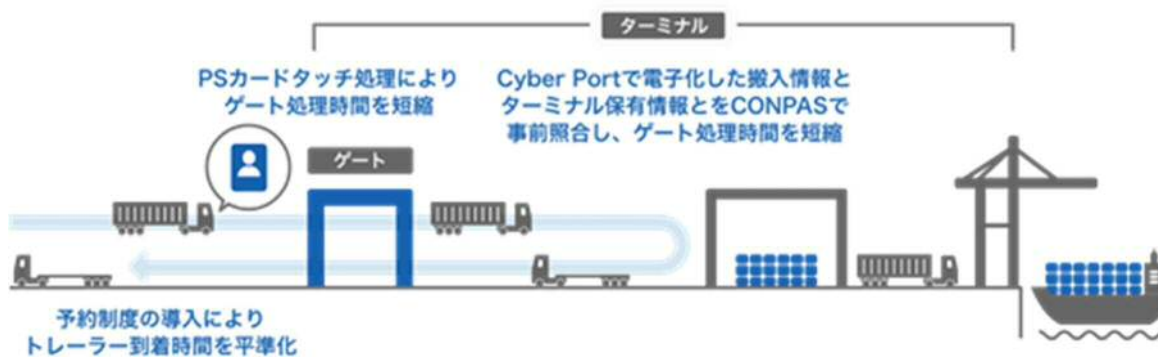 ターミナル
PSカードタッチ処理により
ゲート処理時間を短縮
Cyber Portで電子化した搬入情報と
ターミナル保有情報とをCONPASで
事前照合し、ゲート処理時間を短縮
ゲート
予約制度の導入により
トレーラー到着時間を平準化